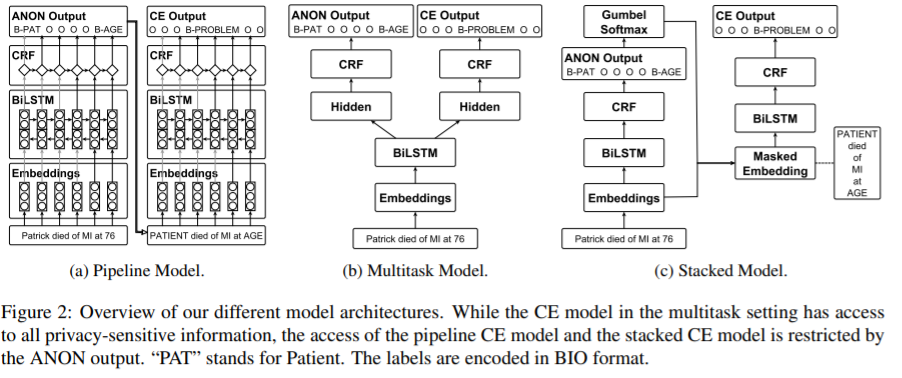 ANON Output
B-PAT O O O O B-AGE
CRF
BiLSTM
Embeddings
Patrick died of MI at 76
CE Output
O O O B-PROBLEM O O
CRF
BiLSTM
Embeddings
PATIENT died of MI at AGE
(a) Pipeline Model.
ANON Output
B-PAT O O O O B-AGE
CE Output
O O O B-PROBLEM O O
CRF
CRF
Hidden
Hidden
BiLSTM
Embeddings
Patrick died of MI at 76
(b) Multitask Model.
Gumbel
Softmax
ANON Output
B-PAT O O O O B-AGE
CRF
BiLSTM
Embeddings
Patrick died of MI at 76
CE Output
O O O B-PROBLEM O O
CRF
BiLSTM
Masked
Embedding
PATIENT
died
of
MI
at
AGE
(c) Stacked Model.
Figure 2: Overview of our different model architectures. While the CE model in the multitask setting has access
to all privacy-sensitive information, the access of the pipeline CE model and the stacked CE model is restricted by
the ANON output. “PAT” stands for Patient. The labels are encoded in BIO format.